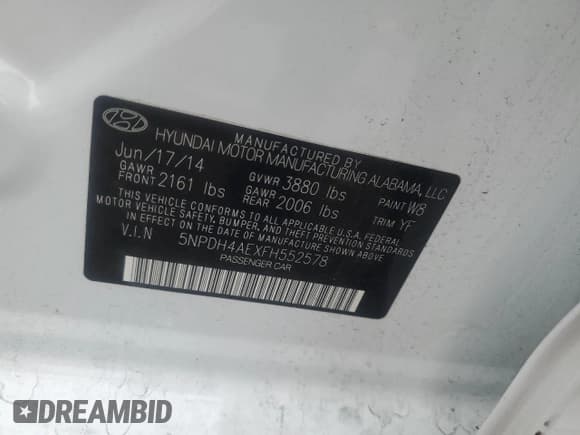 MANUFACTURED BY
HYUNDAI MOTOR MANUFACTURING ALABAMA, LLC
Jun/17/14 GVWR 3880 lbs PAINT W8
GAWR FRONT 2161 lbs GAWR REAR 2006 lbs TRIM YF
THIS VEHICLE CONFORMS TO ALL APPLICABLE U.S.A FEDERAL
MOTOR VEHICLE SAFETY, BUMPER, AND THEFT PREVENTION STANDARDS
IN EFFECT ON THE DATE OF MANUFACTURE SHOWN ABOVE
V.I.N 5NPDH4AEXFH552578
PASSENGER CAR
DREAMBID